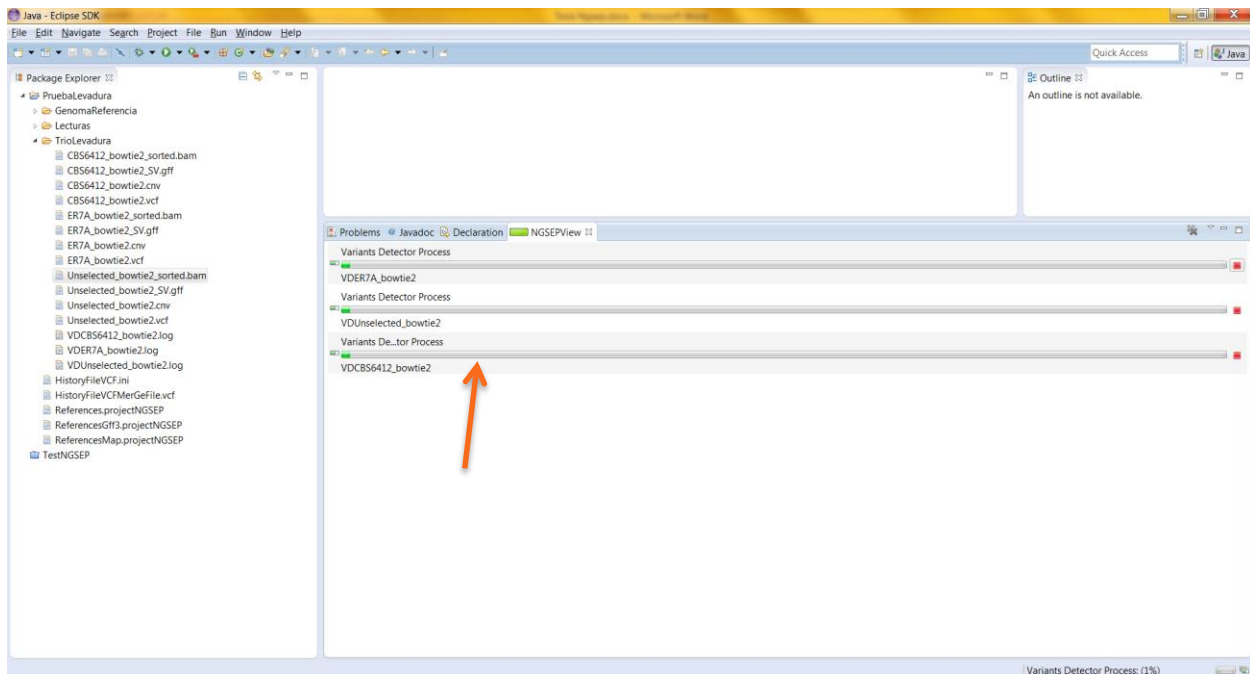 Java - Eclipse SDK
File Edit Navigate Search Project File Run Window Help
Quick Access
Java
Package Explorer
PruebaLevadura
GenomaReferencia
Lecturas
TrioLevadura
CBS6412_bowtie2_sorted.bam
CBS6412_bowtie2_SV.gff
CBS6412_bowtie2.cnv
CBS6412_bowtie2.vcf
ER7A_bowtie2_sorted.bam
ER7A_bowtie2_SV.gff
ER7A_bowtie2.cnv
ER7A_bowtie2.vcf
Unselected_bowtie2_sorted.bam
Unselected_bowtie2_SV.gff
Unselected_bowtie2.cnv
Unselected_bowtie2.vcf
VDCBS6412_bowtie2.log
VDER7A_bowtie2.log
VDUnselected_bowtie2.log
HistoryFileVCF.ini
HistoryFileVCFMerGeFile.vcf
References.projectNGSEP
ReferencesGff3.projectNGSEP
ReferencesMap.projectNGSEP
TestNGSEP
Outline
An outline is not available.
Problems Javadoc Declaration NGSEPView
Variants Detector Process
VDER7A_bowtie2
Variants Detector Process
VDUnselected_bowtie2
Variants De...tor Process
VDCBS6412_bowtie2
Variants Detector Process: (1%)